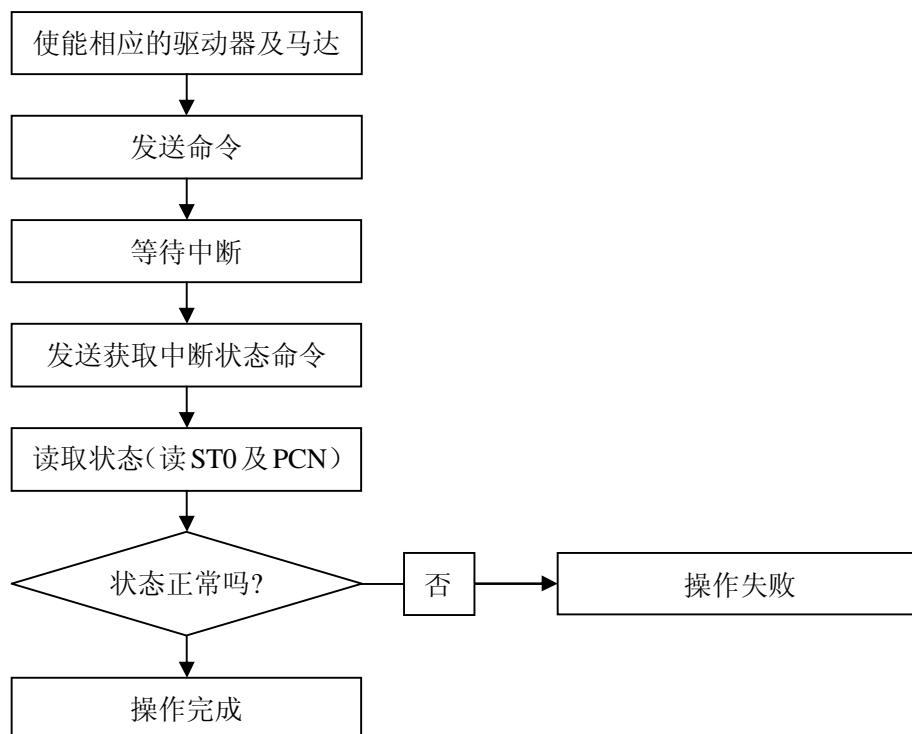 使能相应的驱动器及马达
发送命令
等待中断
发送获取中断状态命令
读取状态(读ST0及PCN)
状态正常吗?
否
操作失败
操作完成